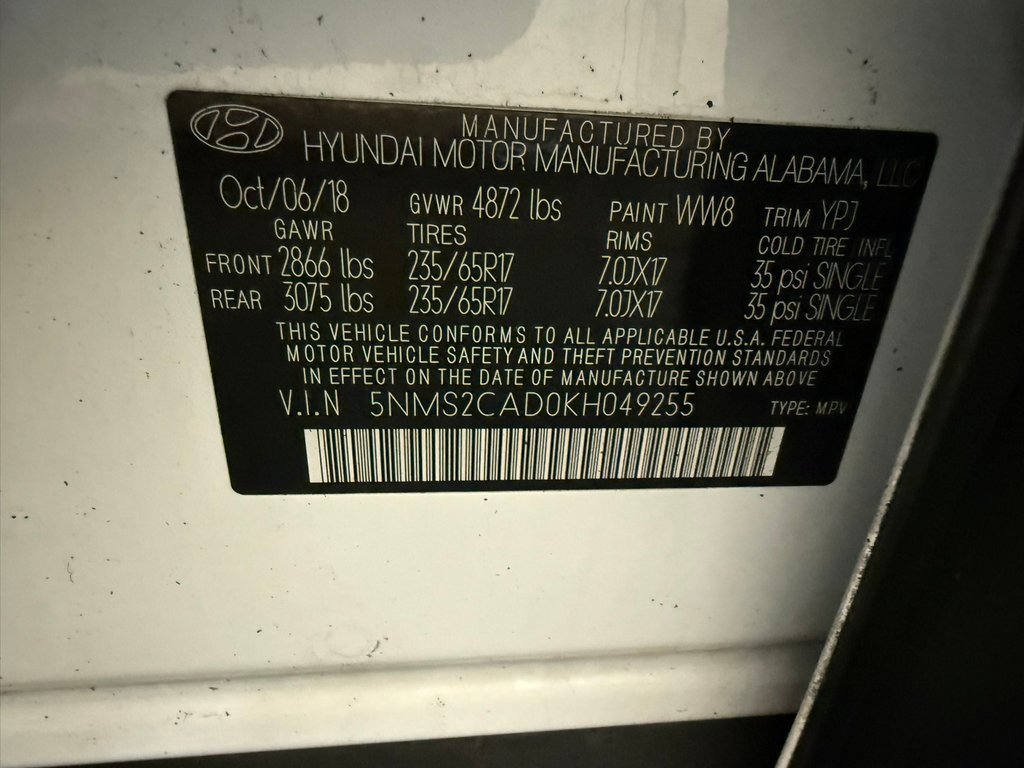 MANUFACTURED BY
HYUNDAI MOTOR MANUFACTURING ALABAMA, LLC
Oct/06/18 GVWR 4872 lbs PAINT WW8 TRIM YPJ
GAWR TIRES RIMS COLD TIRE INFL
FRONT 2866 lbs 235/65R17 7.0JX17 35 psi SINGLE
REAR 3075 lbs 235/65R17 7.0JX17 35 psi SINGLE
THIS VEHICLE CONFORMS TO ALL APPLICABLE U.S.A. FEDERAL
MOTOR VEHICLE SAFETY AND THEFT PREVENTION STANDARDS
IN EFFECT ON THE DATE OF MANUFACTURE SHOWN ABOVE
V.I.N 5NMS2CAD0KH049255 TYPE: MPV